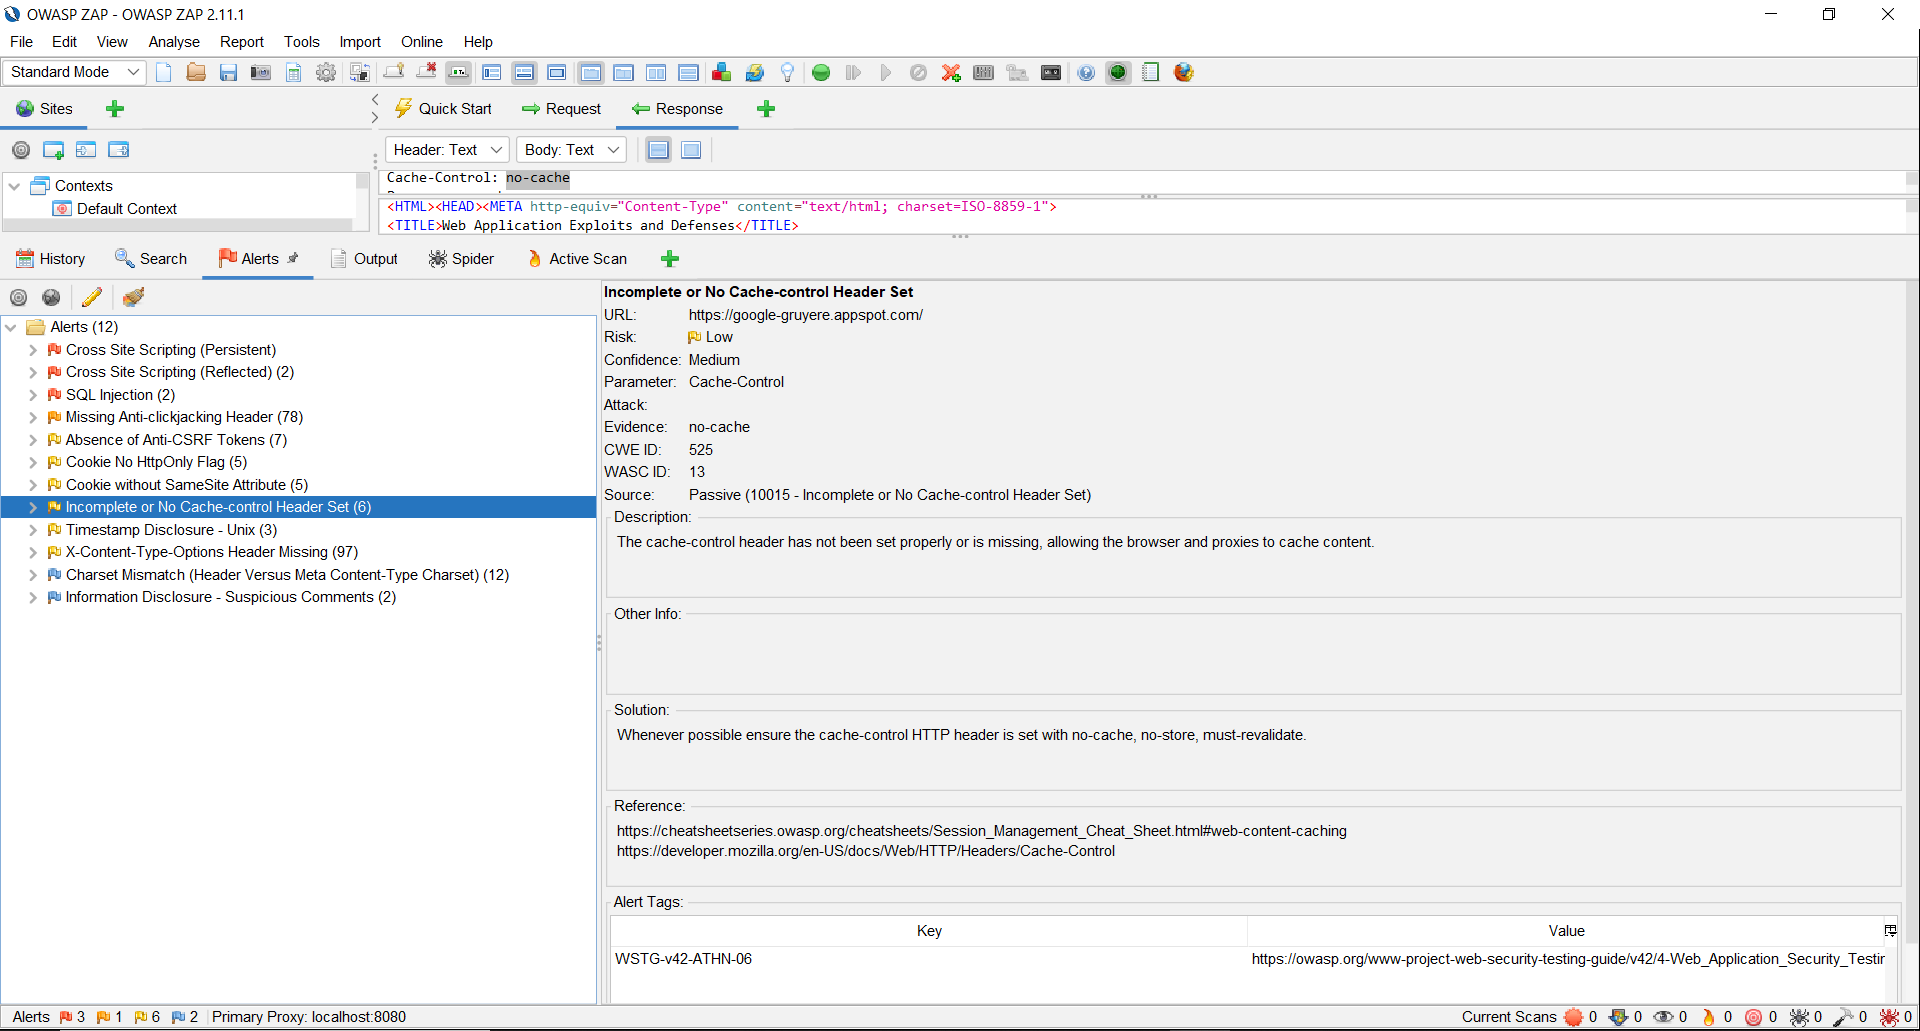 OWASP ZAP - OWASP ZAP 2.11.1
File Edit View Analyse Report Tools Import Online Help
Standard Mode
Sites
Quick Start Request Response
Header: Text Body: Text
Contexts
Default Context
Cache-Control: no-cache
<HTML><HEAD><META http-equiv="Content-Type" content="text/html; charset=ISO-8859-1">
<TITLE>Web Application Exploits and Defenses</TITLE>
History Search Alerts Output Spider Active Scan
Alerts (12)
Cross Site Scripting (Persistent)
Cross Site Scripting (Reflected) (2)
SQL Injection (2)
Missing Anti-clickjacking Header (78)
Absence of Anti-CSRF Tokens (7)
Cookie No HttpOnly Flag (5)
Cookie without SameSite Attribute (5)
Incomplete or No Cache-control Header Set (6)
Timestamp Disclosure - Unix (3)
X-Content-Type-Options Header Missing (97)
Charset Mismatch (Header Versus Meta Content-Type Charset) (12)
Information Disclosure - Suspicious Comments (2)
Incomplete or No Cache-control Header Set
URL: https://google-gruyere.appspot.com/
Risk: Low
Confidence: Medium
Parameter: Cache-Control
Attack:
Evidence: no-cache
CWE ID: 525
WASC ID: 13
Source: Passive (10015 - Incomplete or No Cache-control Header Set)
Description:
The cache-control header has not been set properly or is missing, allowing the browser and proxies to cache content.
Other Info:
Solution:
Whenever possible ensure the cache-control HTTP header is set with no-cache, no-store, must-revalidate.
Reference:
https://cheatsheetseries.owasp.org/cheatsheets/Session_Management_Cheat_Sheet.html#web-content-caching
https://developer.mozilla.org/en-US/docs/Web/HTTP/Headers/Cache-Control
Alert Tags:
Key Value
WSTG-v42-ATHN-06 https://owasp.org/www-project-web-security-testing-guide/v42/4-Web_Application_Security_Testin
Alerts 3 1 6 2 Primary Proxy: localhost:8080
Current Scans 0 0 0 0 0 0 0 0